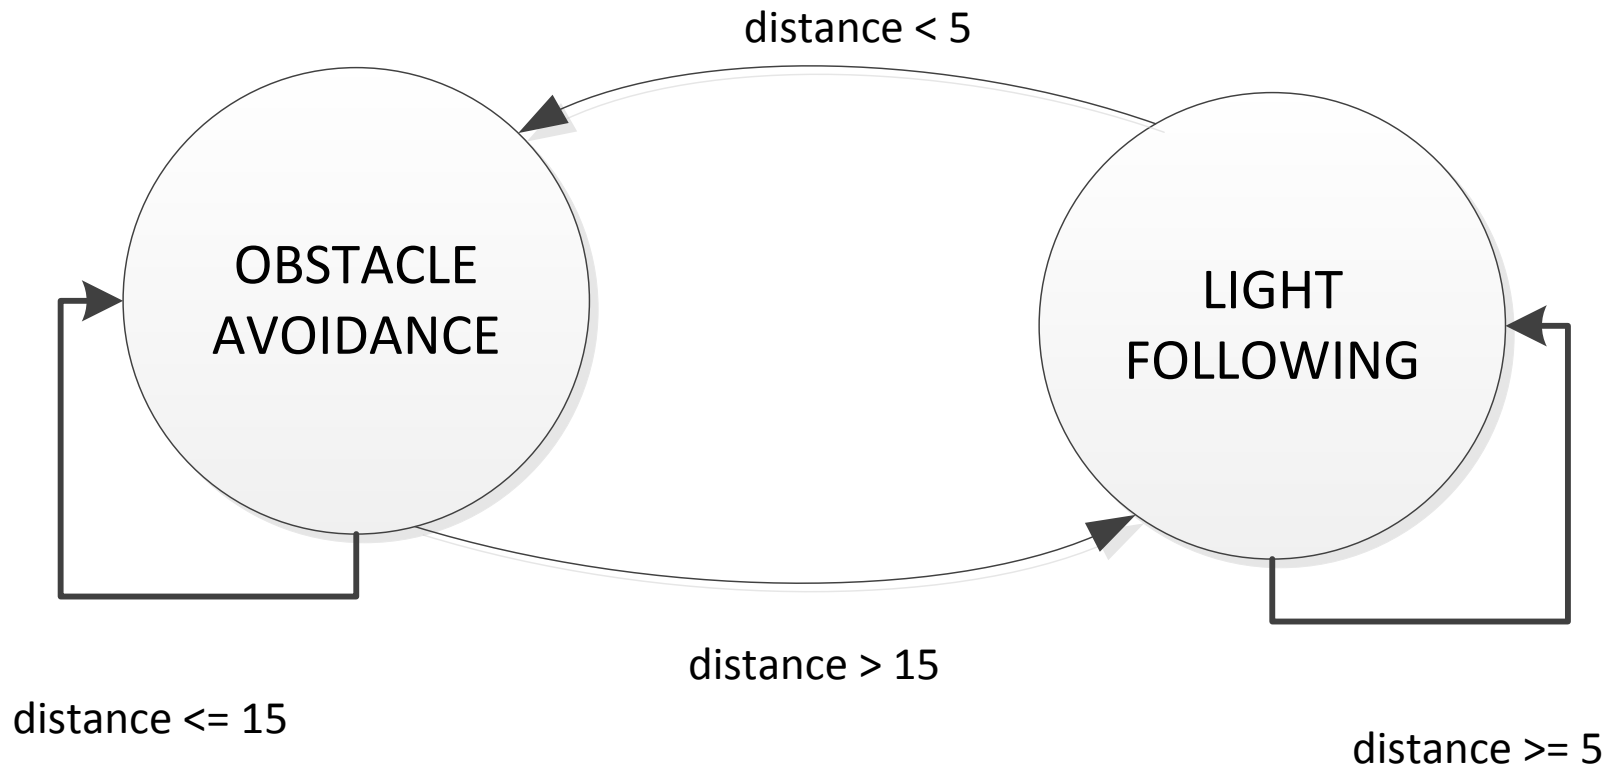 distance < 5
OBSTACLE
AVOIDANCE
LIGHT
FOLLOWING
distance > 15
distance <= 15
distance >= 5